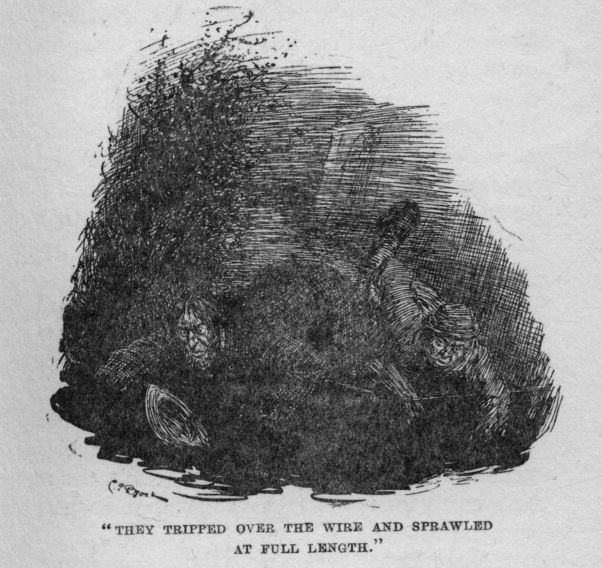 "THEY TRIPPED OVER THE WIRE AND SPRAWLED
AT FULL LENGTH."